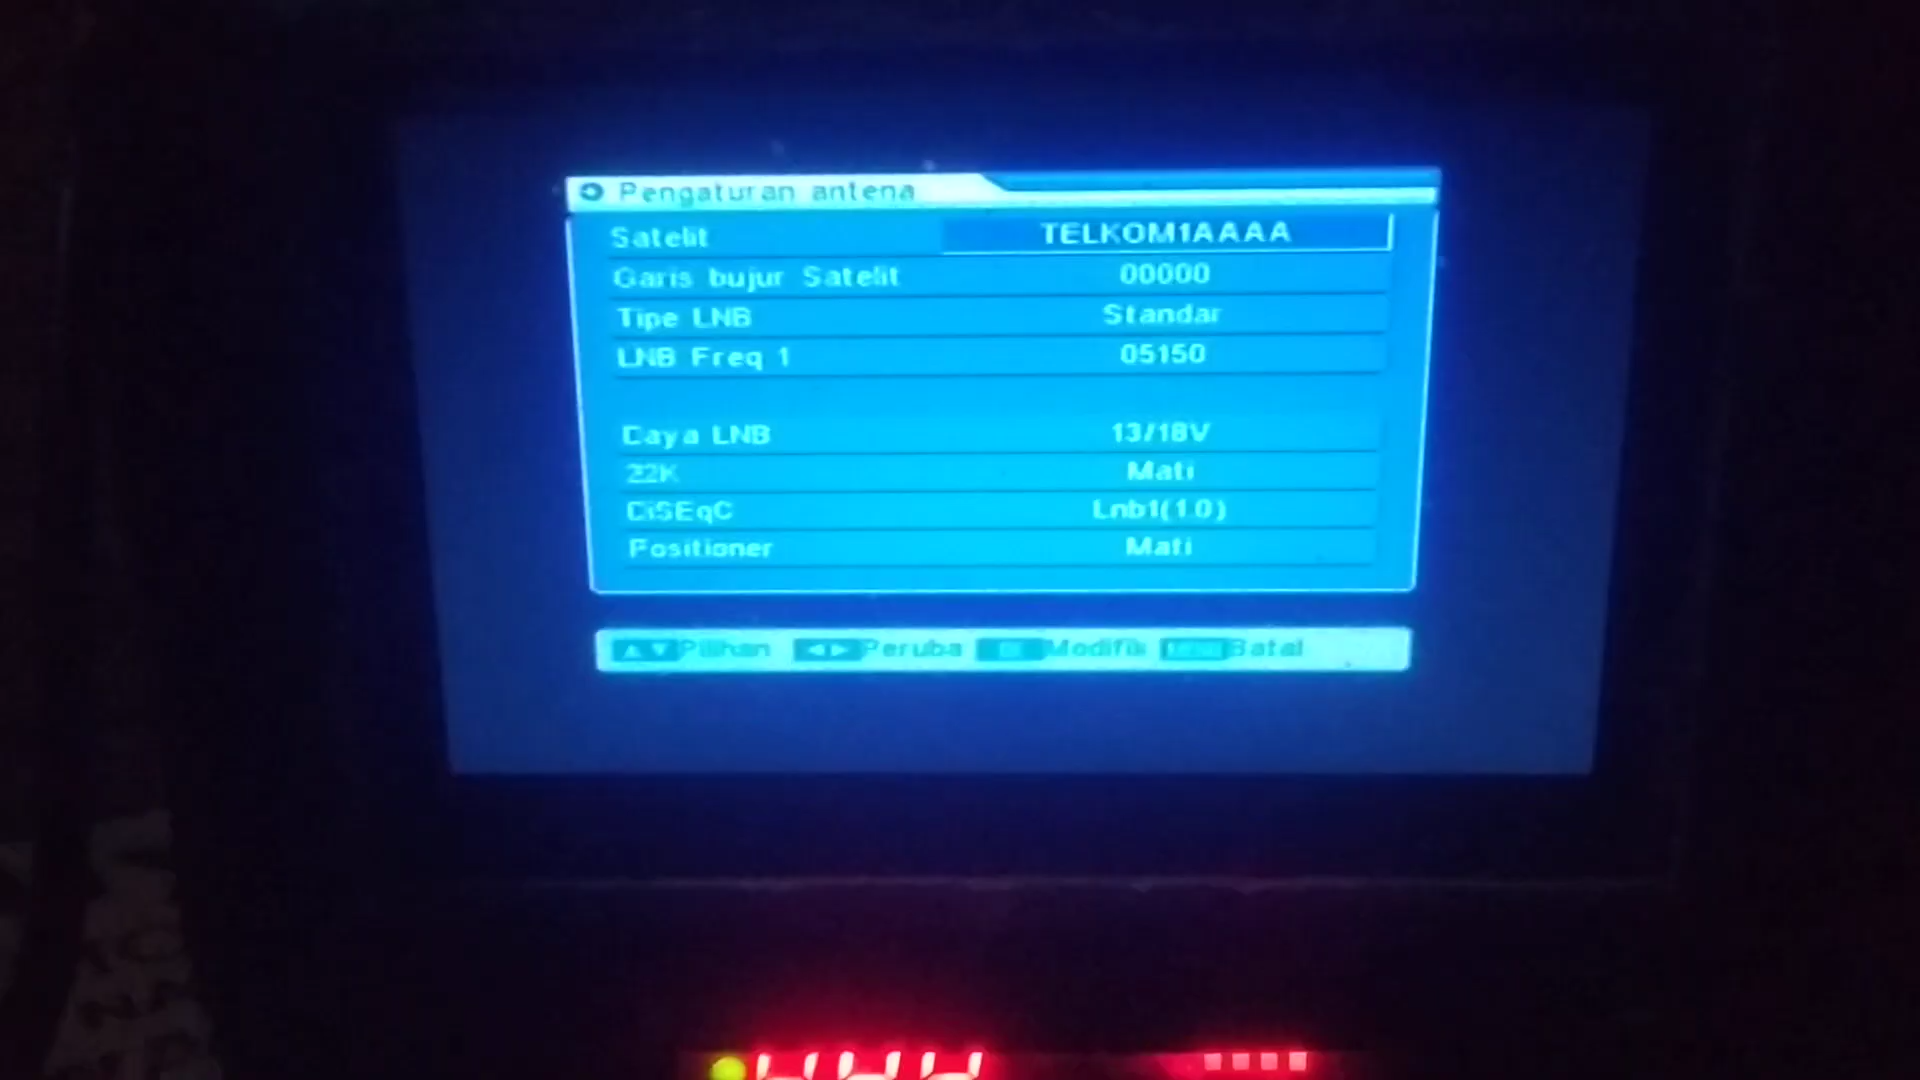 Pengaturan antena
Satelit TELKOM1AAAA
Garis bujur Satelit 00000
Tipe LNB Standar
LNB Freq 1 05150
Daya LNB 13/18V
22K Mati
DiSEqC Lnb1(1.0)
Positioner Mati
Pilihan Peruba Modifik Batal